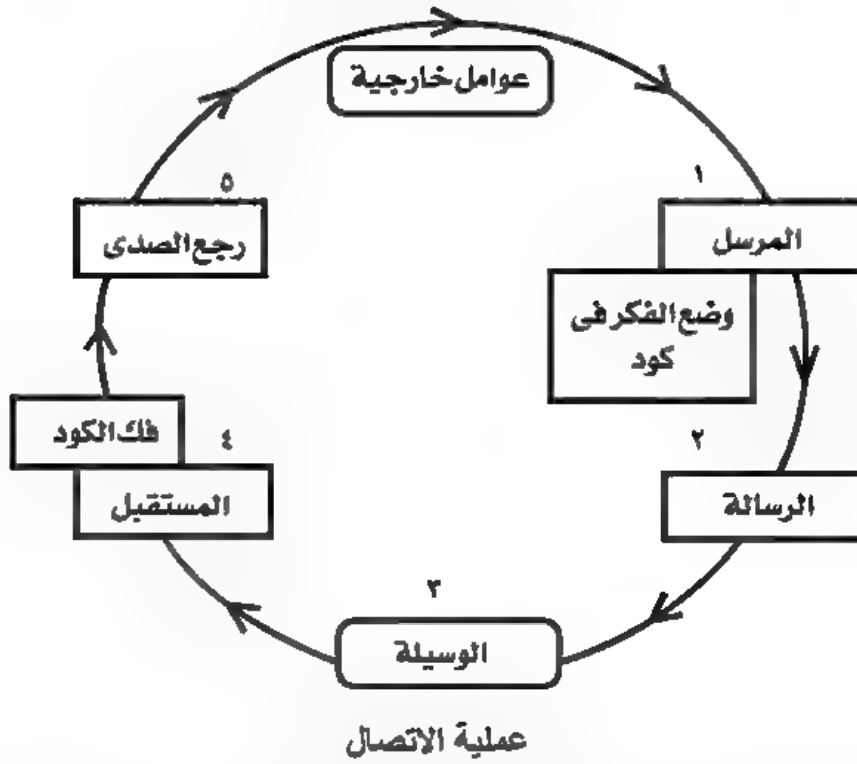 عوامل خارجية
١
المرسل
وضع الفكر فى
كود
٢
الرسالة
٣
الوسيلة
٤
المستقبل
فك الكود
٥
رجع الصدى
عملية الاتصال